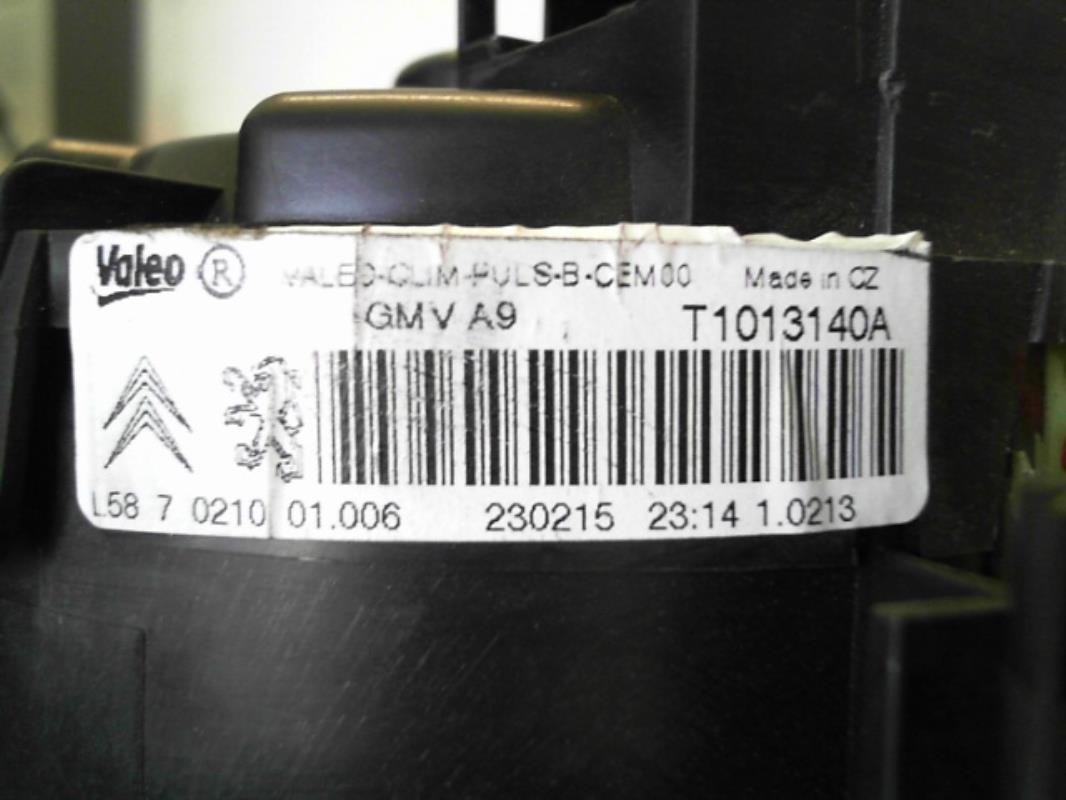 Valeo ® VALEO-CLIM-PULS-B-CEM00 Made in CZ
GMV A9 T1013140A
L58 7 0210 01.006 230215 23:14 1.0213